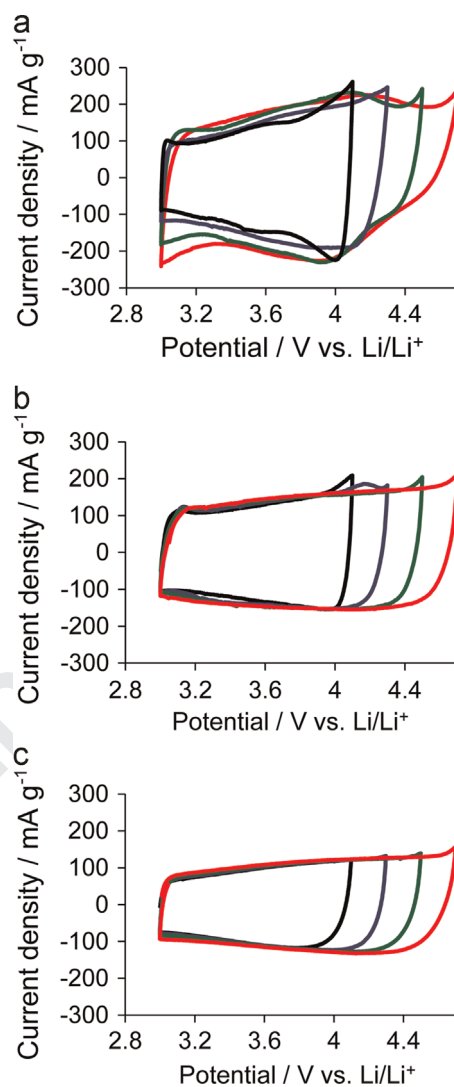 a
300
200
100
0
-100
-200
-300
2.8 3.2 3.6 4 4.4
Current density / mA g⁻¹
Potential / V vs. Li/Li⁺
b
300
200
100
0
-100
-200
-300
2.8 3.2 3.6 4 4.4
Current density / mA g⁻¹
Potential / V vs. Li/Li⁺
c
300
200
100
0
-100
-200
-300
2.8 3.2 3.6 4 4.4
Current density / mA g⁻¹
Potential / V vs. Li/Li⁺